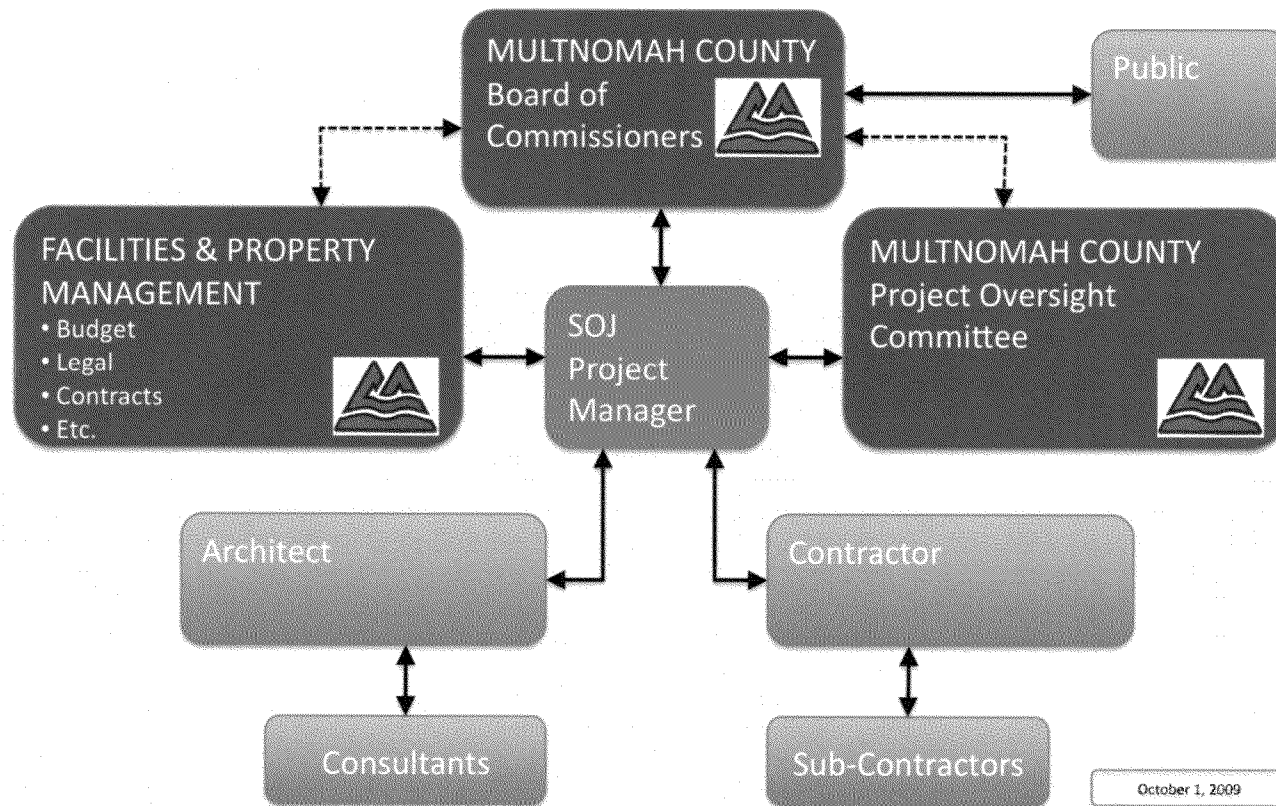 MULTNOMAH COUNTY
Board of
Commissioners
Public
FACILITIES & PROPERTY
MANAGEMENT
• Budget
• Legal
• Contracts
• Etc.
SOJ
Project
Manager
MULTNOMAH COUNTY
Project Oversight
Committee
Architect
Contractor
Consultants
Sub-Contractors
October 1, 2009